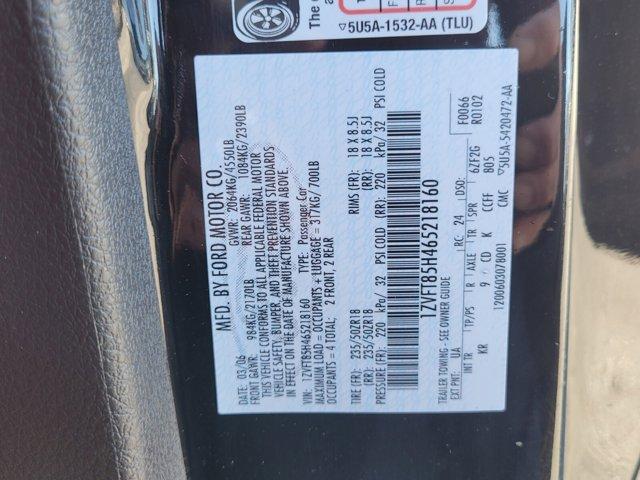 The
5U5A-1532-AA (TLU)
MFD. BY FORD MOTOR CO.
03/06 GVWR: 2064KG/4550LB
FRONT GAWR: 984KG/2170LB REAR GAWR: 1084KG/2390LB
THIS VEHICLE CONFORMS TO ALL APPLICABLE FEDERAL MOTOR
VEHICLE SAFETY, BUMPER, AND THEFT PREVENTION STANDARDS
IN EFFECT ON THE DATE OF MANUFACTURE SHOWN ABOVE.
VIN: 1ZVFT85H465218160 TYPE: Passenger Car
MAXIMUM LOAD = OCCUPANTS + LUGGAGE = 317KG/700LB
OCCUPANTS = 4 TOTAL; 2 FRONT, 2 REAR
TIRE (FR): 235/50ZR18 RIMS (FR): 18 X 8.5J
(RR): 235/50ZR18 (RR): 18 X 8.5J
PRESSURE (FR): 220 kPa/ 32 PSI COLD (RR): 220 kPa/ 32 PSI COLD
1ZVFT85H465218160
TRAILER TOWING - SEE OWNER GUIDE F0066
EXT PNT: UA RC: 24 DSO: R0102
INT TR TP/PS R AXLE TR SPR 6ZF2G
KR 9 CD K CCFF B05
1200603078001 CMC 5U5A-5420472-AA